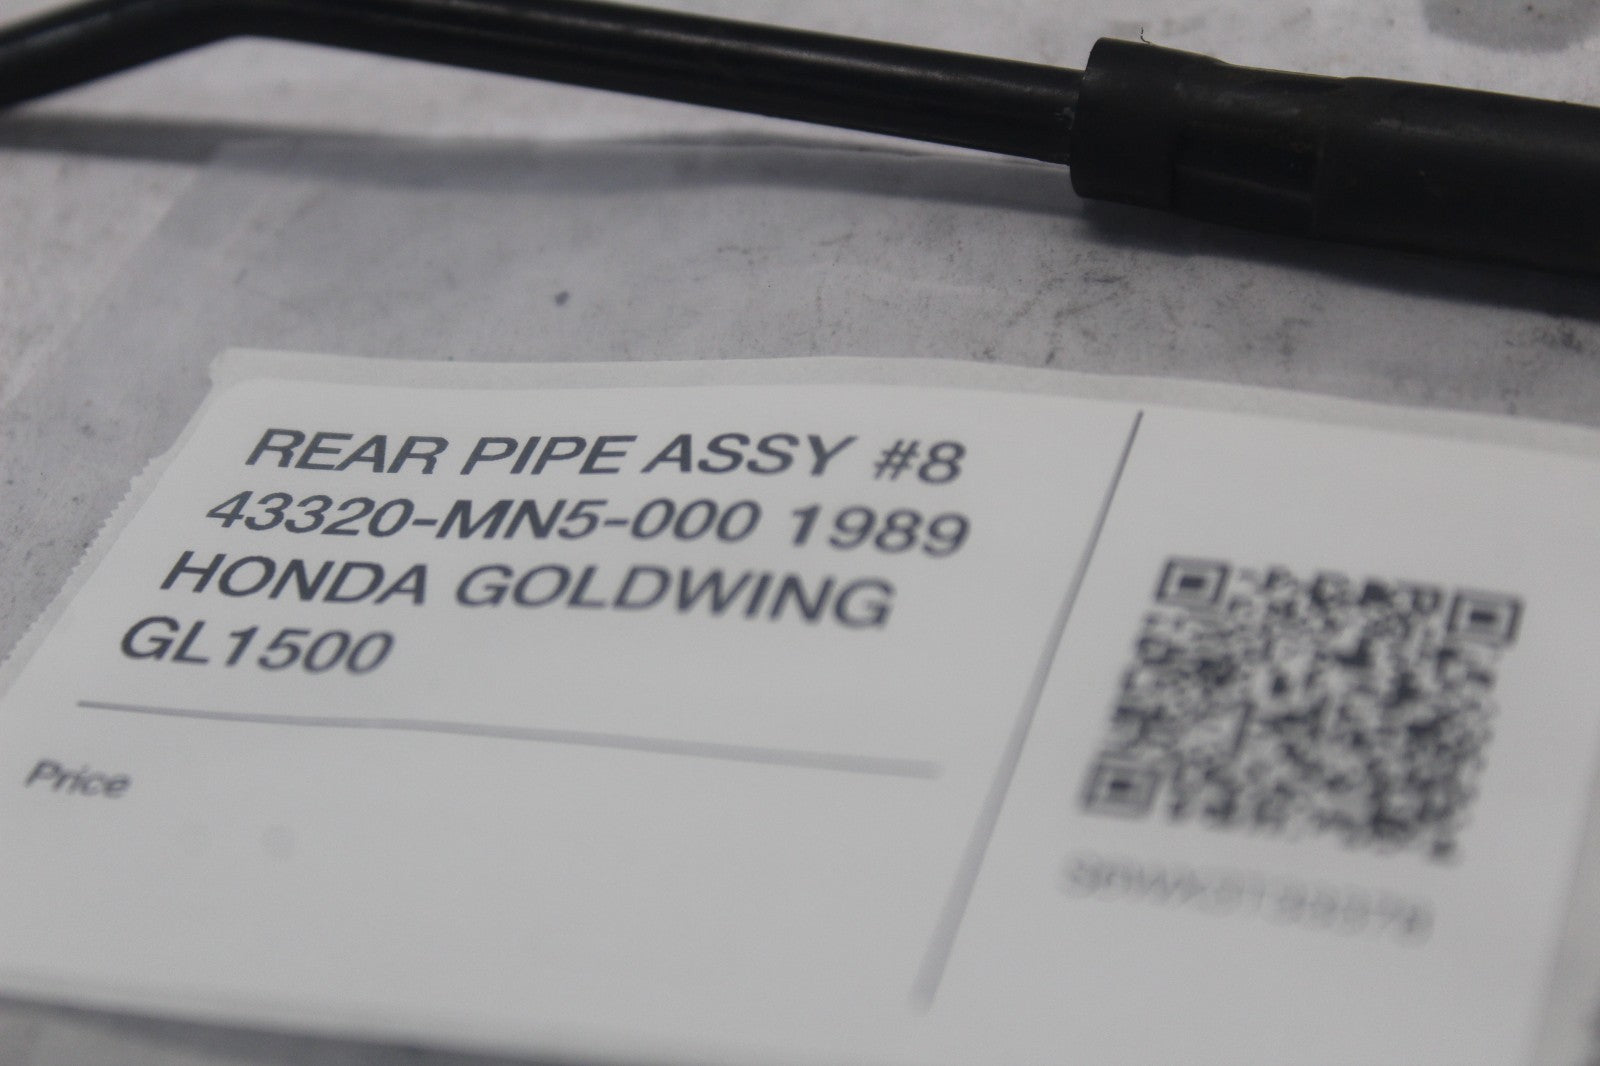 REAR PIPE ASSY #8
43320-MN5-000 1989
HONDA GOLDWING
GL1500
Price